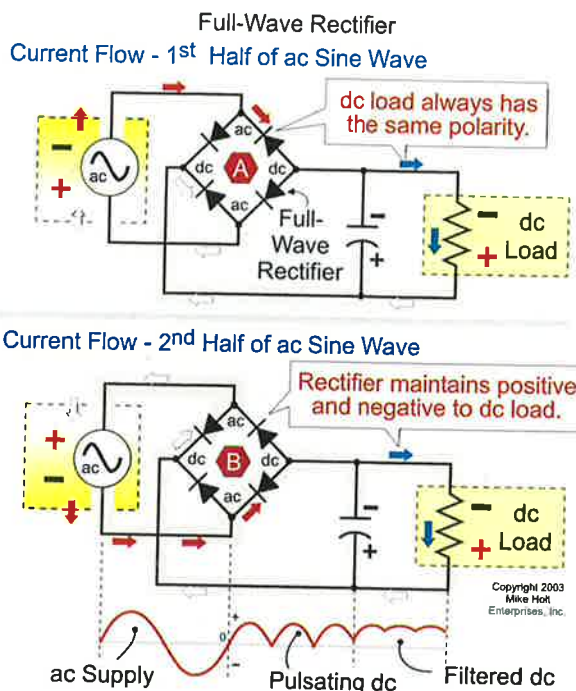 Full-Wave Rectifier
Current Flow - 1st Half of ac Sine Wave
dc load always has
the same polarity.
ac
dc
A
dc
ac
ac
Full-
Wave
Rectifier
dc
Load
Current Flow - 2nd Half of ac Sine Wave
Rectifier maintains positive
and negative to dc load.
ac
dc
B
dc
ac
ac
dc
Load
Copyright 2003
Mike Holt
Enterprises, Inc.
+
0
−
ac Supply
Pulsating dc
Filtered dc